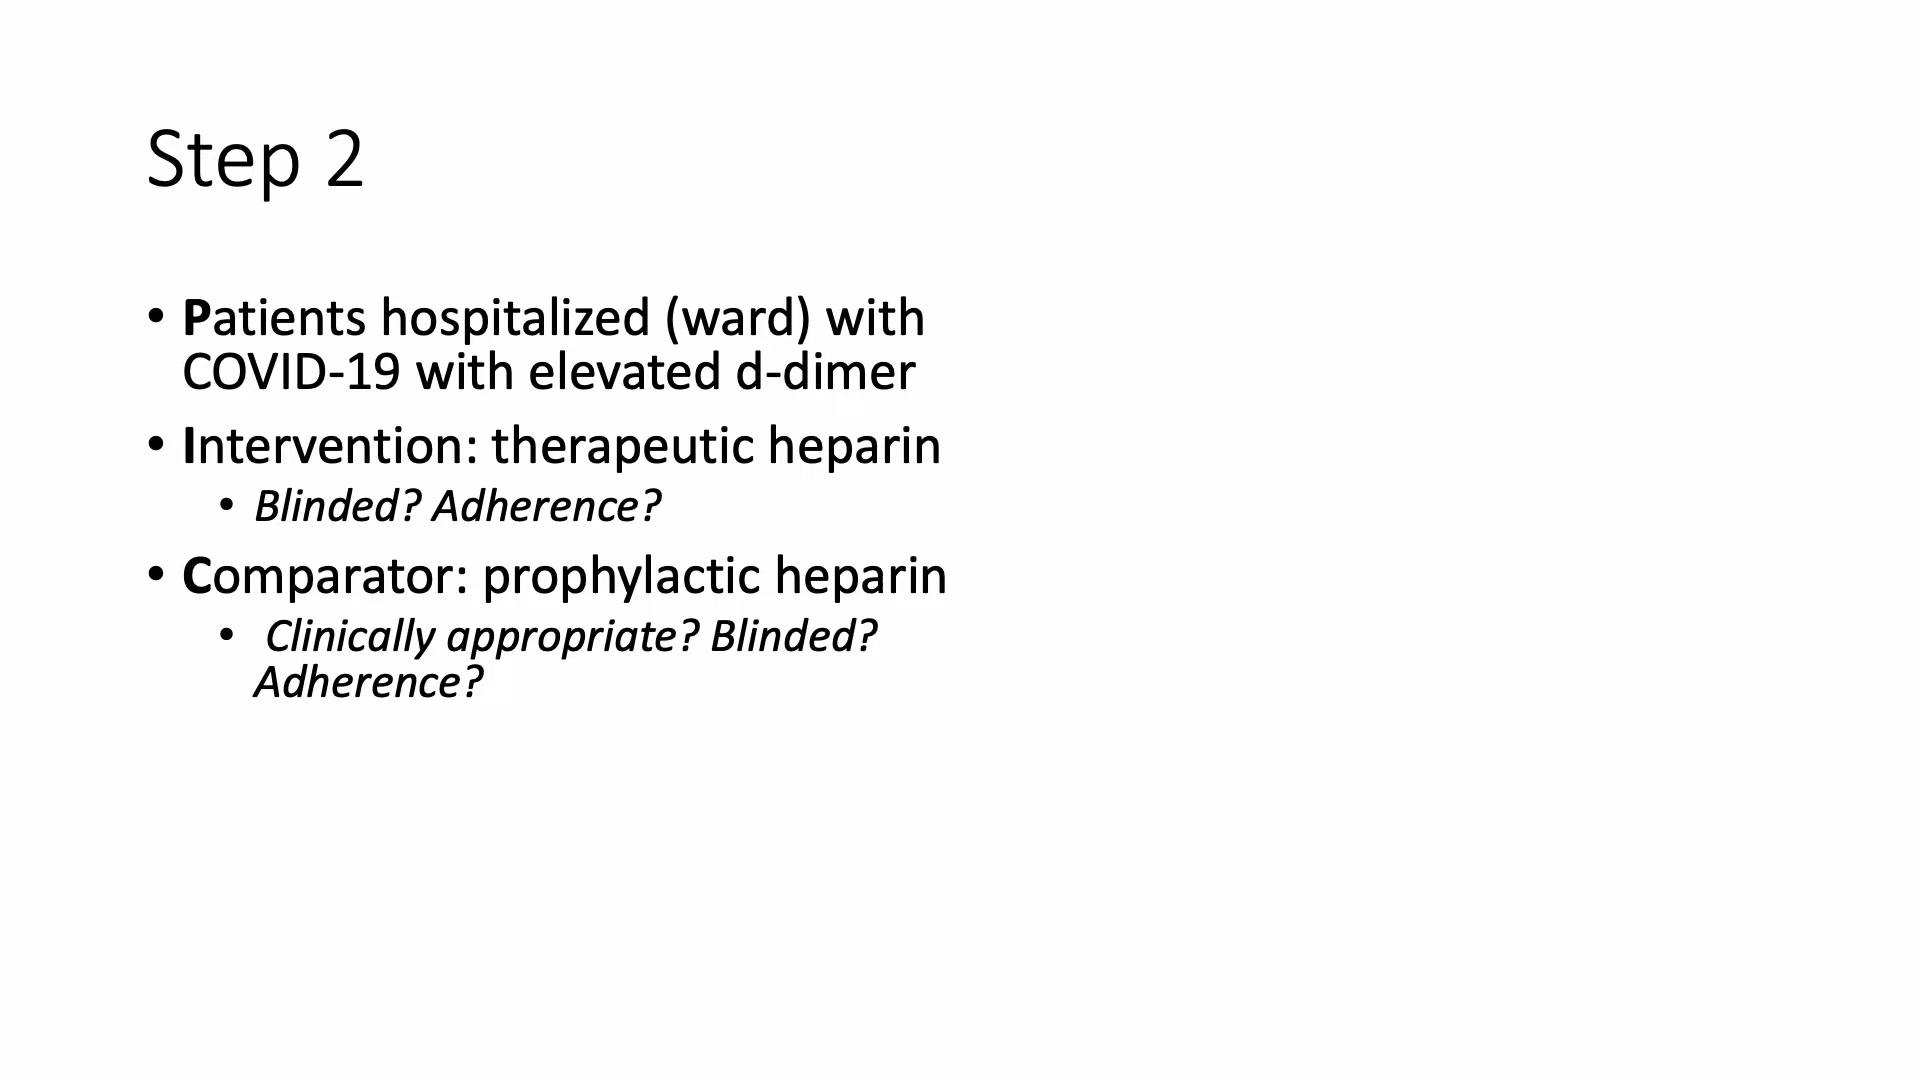 Step 2
• Patients hospitalized (ward) with
COVID-19 with elevated d-dimer
• Intervention: therapeutic heparin
• Blinded? Adherence?
• Comparator: prophylactic heparin
• Clinically appropriate? Blinded?
Adherence?